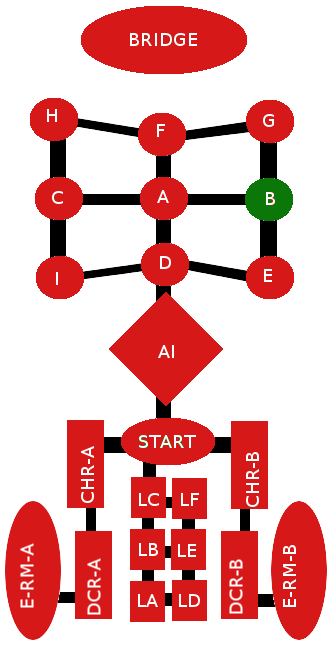 BRIDGE
H
F
G
C
A
B
I
D
E
AI
START
CHR-A
CHR-B
LC
LF
LB
LE
LA
LD
DCR-A
DCR-B
E-RM-A
E-RM-B